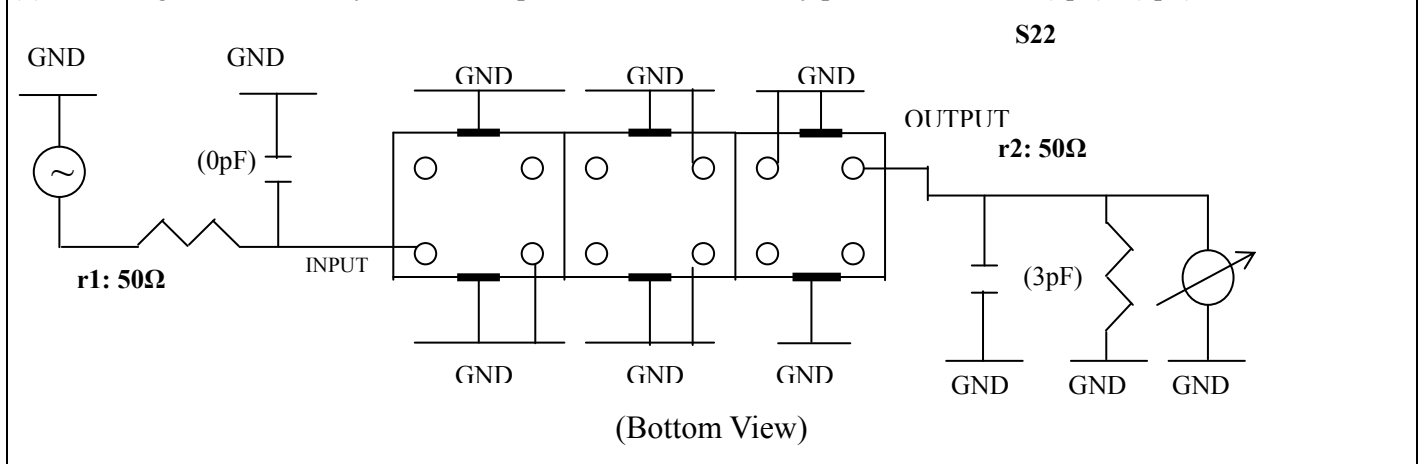 S22
GND
GND
GND
GND
GND
OUTPUT
r2: 50Ω
(0pF)
~
INPUT
r1: 50Ω
(3pF)
GND
GND
GND
GND
GND
GND
(Bottom View)